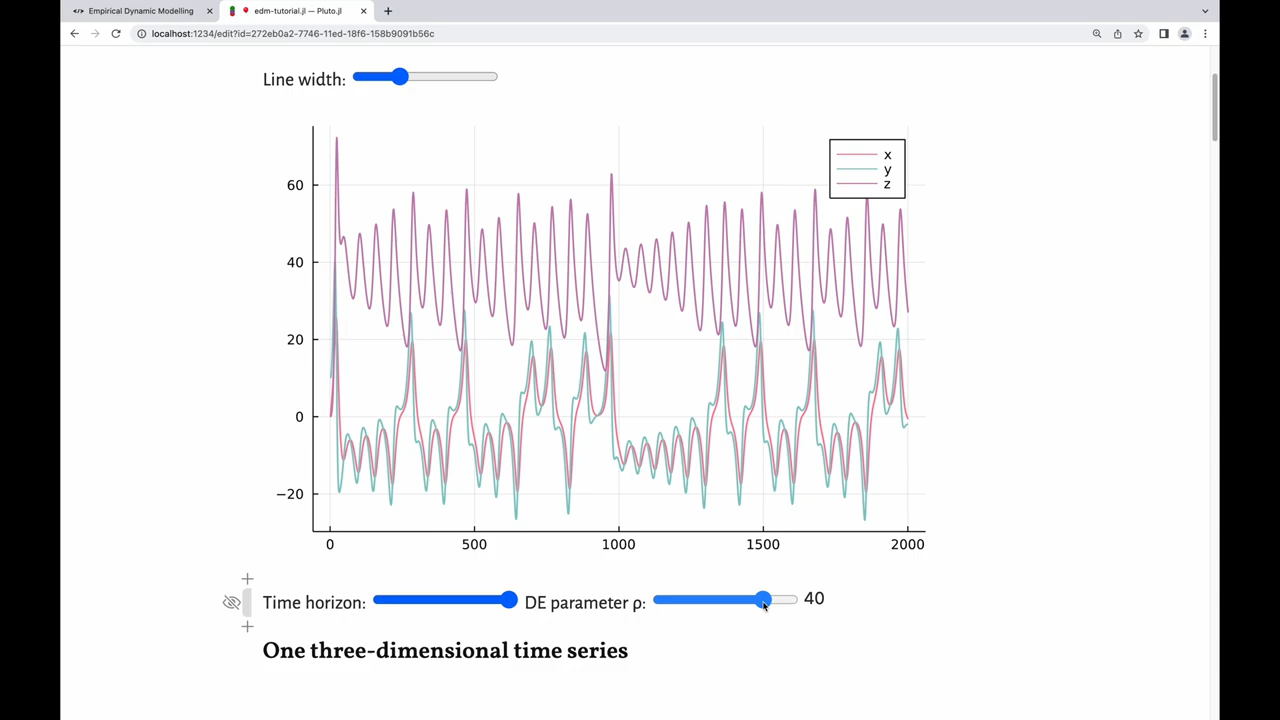 Empirical Dynamic Modelling
edm-tutorial.jl — Pluto.jl
localhost:1234/edit?id=272eb0a2-7746-11ed-18f6-158b9091b56c
Line width:
x
y
z
60
40
20
0
−20
0 500 1000 1500 2000
Time horizon: DE parameter ρ: 40
One three-dimensional time series